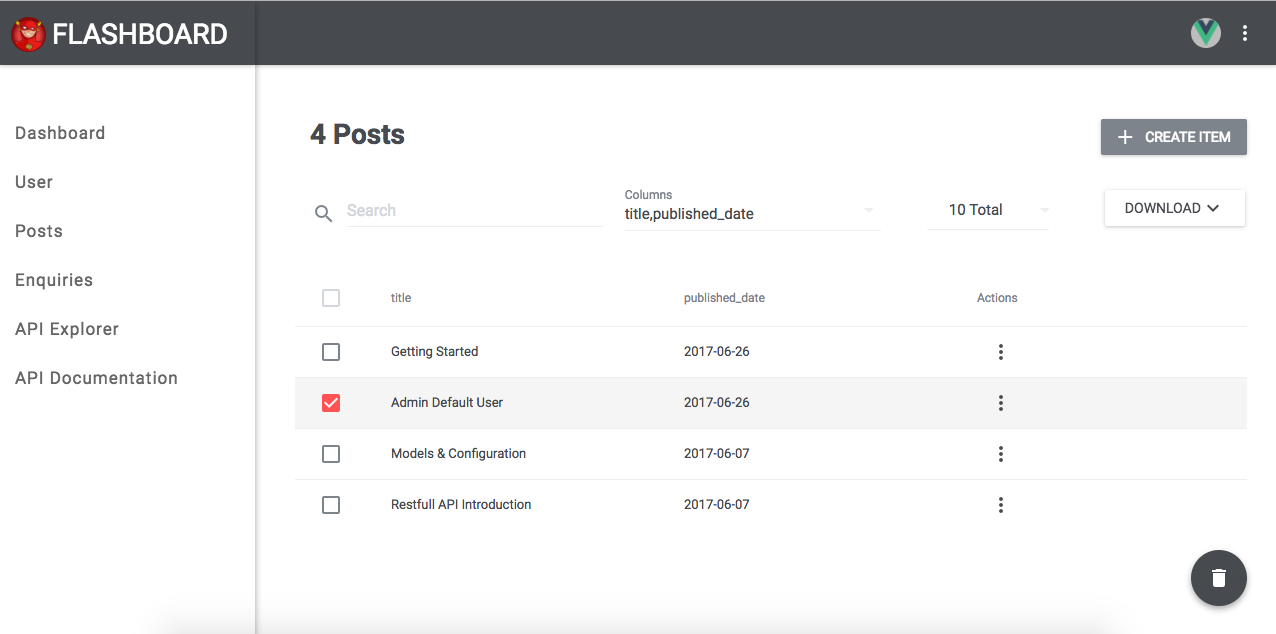 FLASHBOARD
Dashboard
User
Posts
Enquiries
API Explorer
API Documentation
4 Posts
CREATE ITEM
Search
Columns
title,published_date
10 Total
DOWNLOAD
title published_date Actions
Getting Started 2017-06-26
Admin Default User 2017-06-26
Models & Configuration 2017-06-07
Restfull API Introduction 2017-06-07